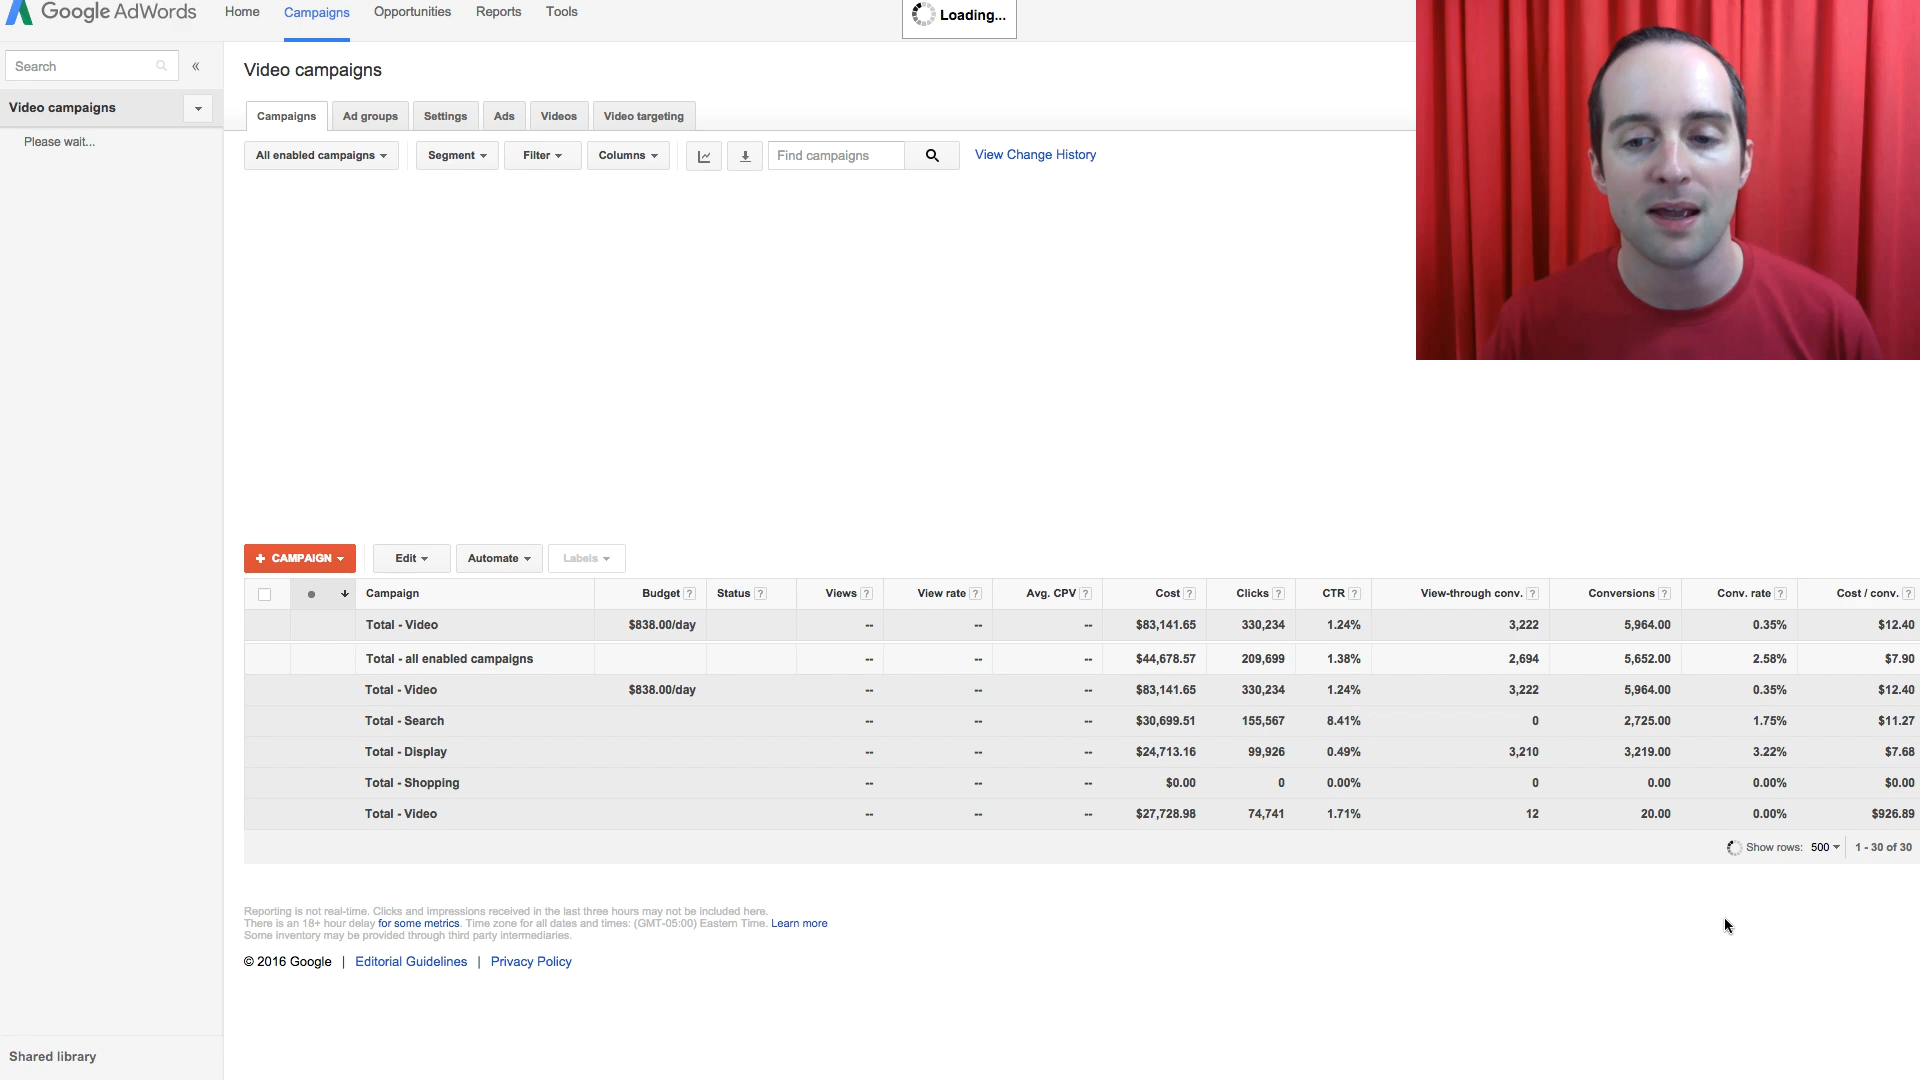 Google AdWords Home Campaigns Opportunities Reports Tools Loading...
Search «
Video campaigns
Video campaigns
Please wait...
Campaigns Ad groups Settings Ads Videos Video targeting
All enabled campaigns Segment Filter Columns Find campaigns View Change History
+ CAMPAIGN Edit Automate Labels
Campaign Budget ? Status ? Views ? View rate ? Avg. CPV ? Cost ? Clicks ? CTR ? View-through conv. ? Conversions ? Conv. rate ? Cost / conv. ?
Total - Video $838.00/day -- -- -- $83,141.65 330,234 1.24% 3,222 5,964.00 0.35% $12.40
Total - all enabled campaigns -- -- -- $44,678.57 209,699 1.38% 2,694 5,652.00 2.58% $7.90
Total - Video $838.00/day -- -- -- $83,141.65 330,234 1.24% 3,222 5,964.00 0.35% $12.40
Total - Search -- -- -- $30,699.51 155,567 8.41% 0 2,725.00 1.75% $11.27
Total - Display -- -- -- $24,713.16 99,926 0.49% 3,210 3,219.00 3.22% $7.68
Total - Shopping -- -- -- $0.00 0 0.00% 0 0.00 0.00% $0.00
Total - Video -- -- -- $27,728.98 74,741 1.71% 12 20.00 0.00% $926.89
Show rows: 500 1 - 30 of 30
Reporting is not real-time. Clicks and impressions received in the last three hours may not be included here.
There is an 18+ hour delay for some metrics. Time zone for all dates and times: (GMT-05:00) Eastern Time. Learn more
Some inventory may be provided through third party intermediaries.
© 2016 Google | Editorial Guidelines | Privacy Policy
Shared library